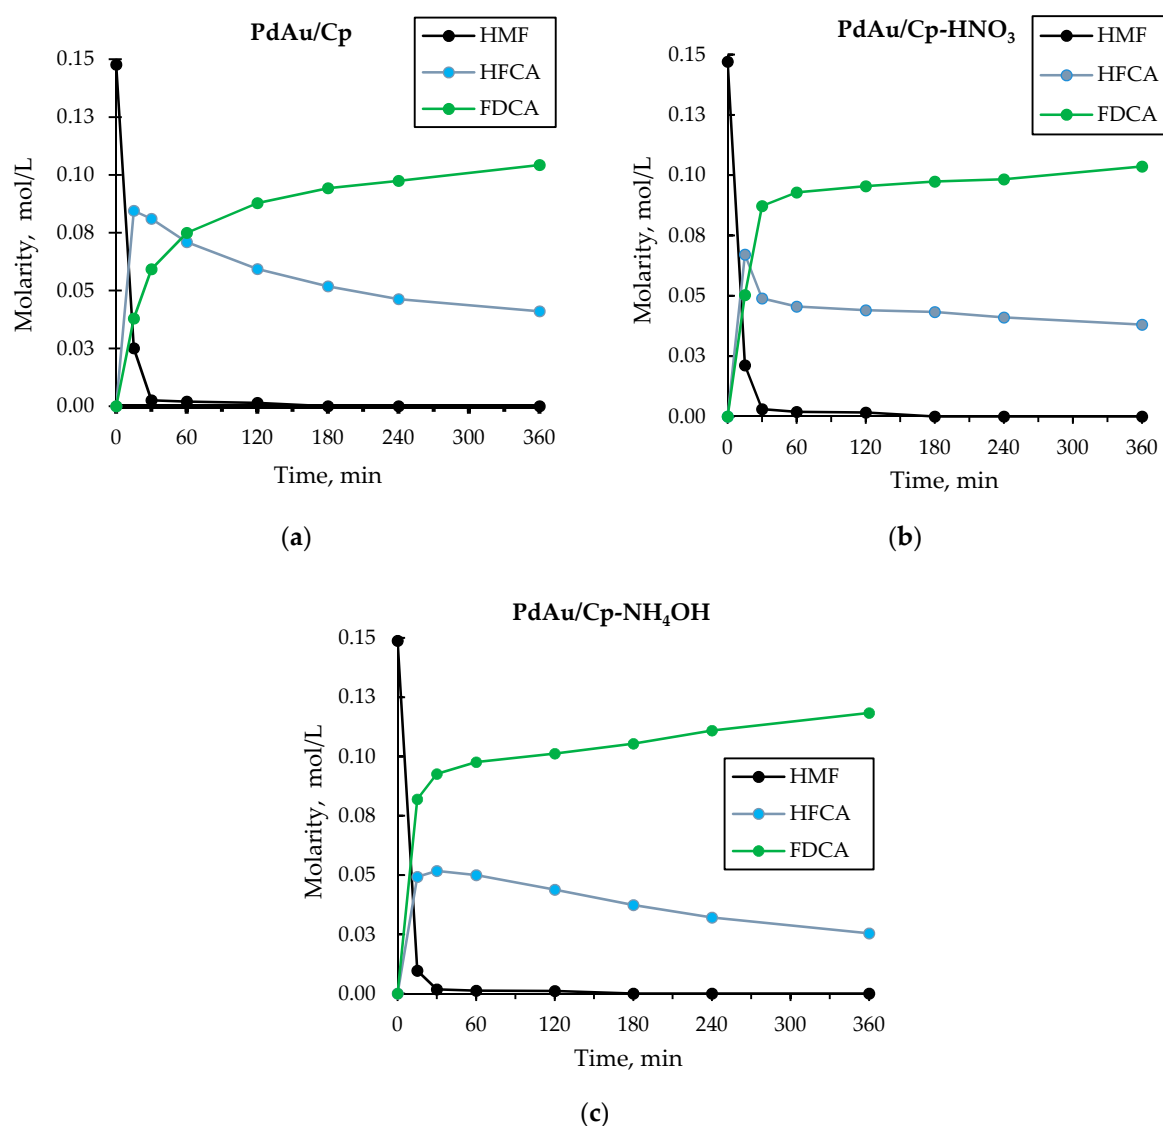 PdAu/Cp
HMF
HFCA
FDCA
0.15
0.13
0.10
0.08
0.05
0.03
0.00
Molarity, mol/L
0 60 120 180 240 300 360
Time, min
(a)
PdAu/Cp-HNO₃
HMF
HFCA
FDCA
0.15
0.13
0.10
0.08
0.05
0.03
0.00
Molarity, mol/L
0 60 120 180 240 300 360
Time, min
(b)
PdAu/Cp-NH₄OH
0.15
0.13
0.10
0.08
0.05
0.03
0.00
Molarity, mol/L
HMF
HFCA
FDCA
0 60 120 180 240 300 360
Time, min
(c)